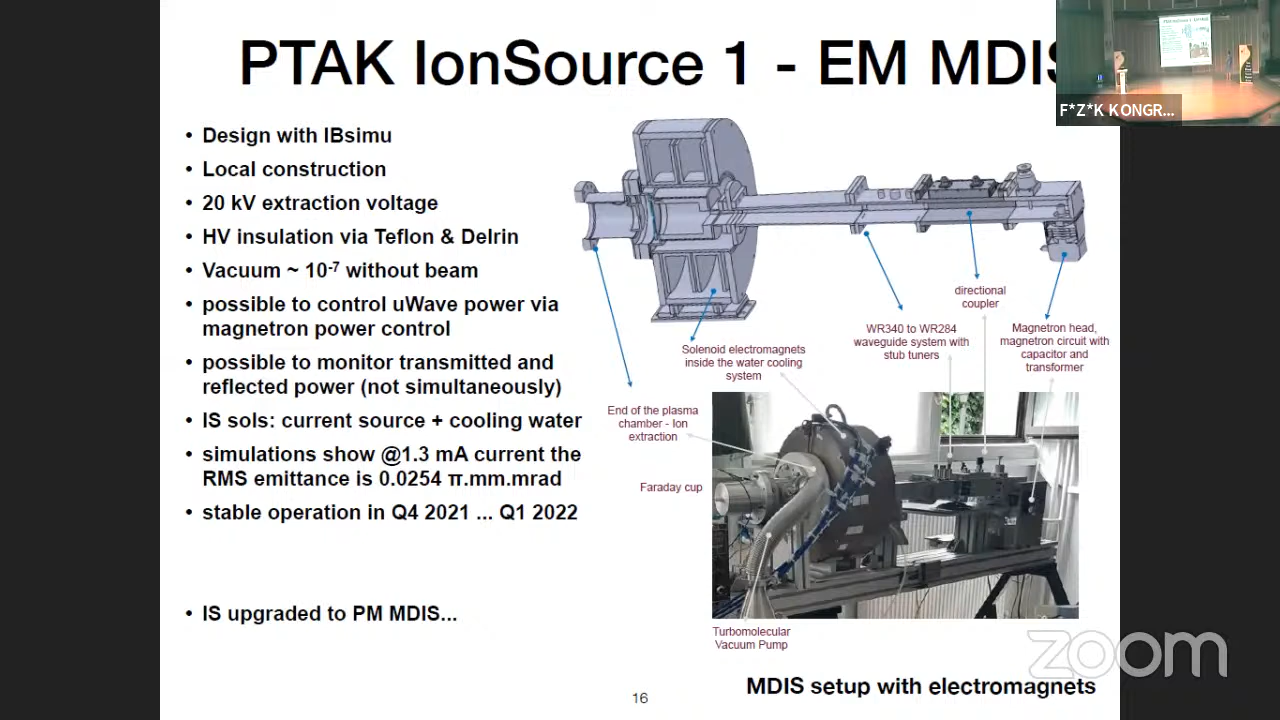 PTAK IonSource 1 - EM MDIS
F*Z*K KONGR...
• Design with IBsimu
• Local construction
• 20 kV extraction voltage
• HV insulation via Teflon & Delrin
• Vacuum ~ 10-7 without beam
• possible to control uWave power via
magnetron power control
• possible to monitor transmitted and
reflected power (not simultaneously)
• IS sols: current source + cooling water
• simulations show @1.3 mA current the
RMS emittance is 0.0254 π.mm.mrad
• stable operation in Q4 2021 ... Q1 2022
• IS upgraded to PM MDIS...
directional
coupler
WR340 to WR284
waveguide system with
stub tuners
Magnetron head,
magnetron circuit with
capacitor and
transformer
Solenoid electromagnets
inside the water cooling
system
End of the plasma
chamber - Ion
extraction
Faraday cup
Turbomolecular
Vacuum Pump
zoom
MDIS setup with electromagnets
16